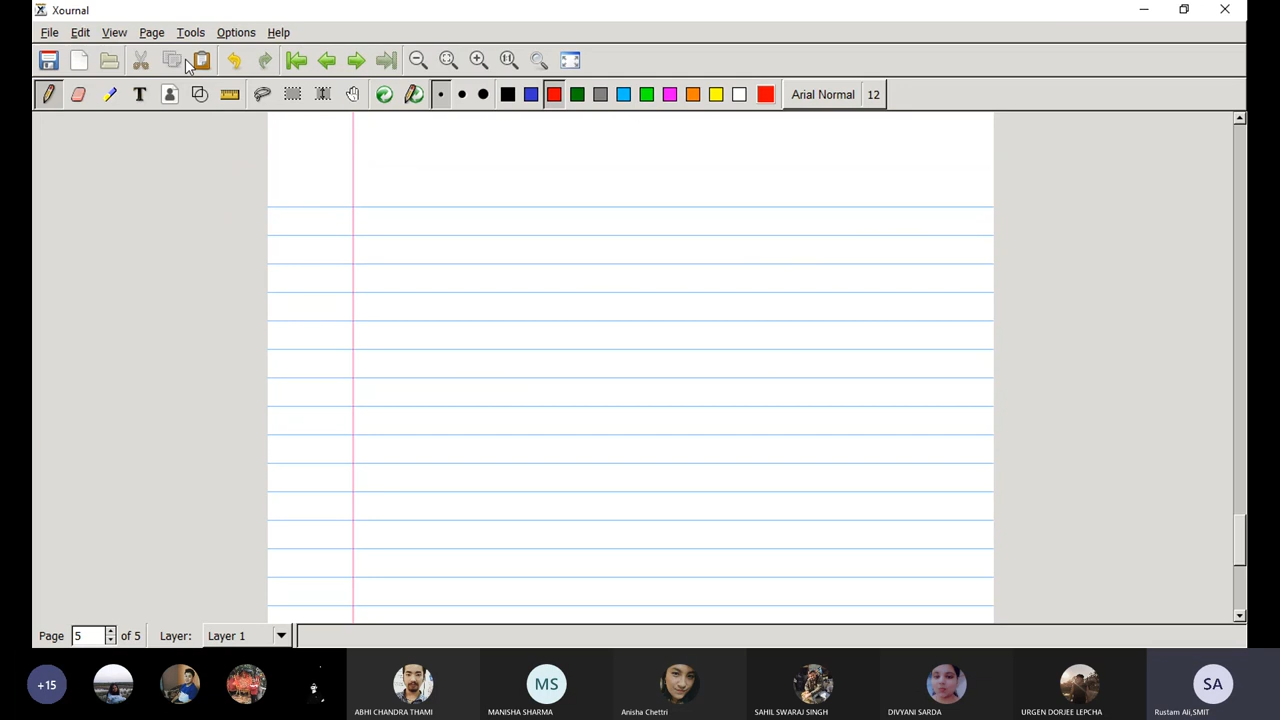 Xournal
File Edit View Page Tools Options Help
T Arial Normal 12
Page 5 of 5 Layer: Layer 1
+15 MS SA
ABHI CHANDRA THAMI MANISHA SHARMA Anisha Chettri SAHIL SWARAJ SINGH DIVYANI SARDA URGEN DORJEE LEPCHA Rustam Ali,SMIT